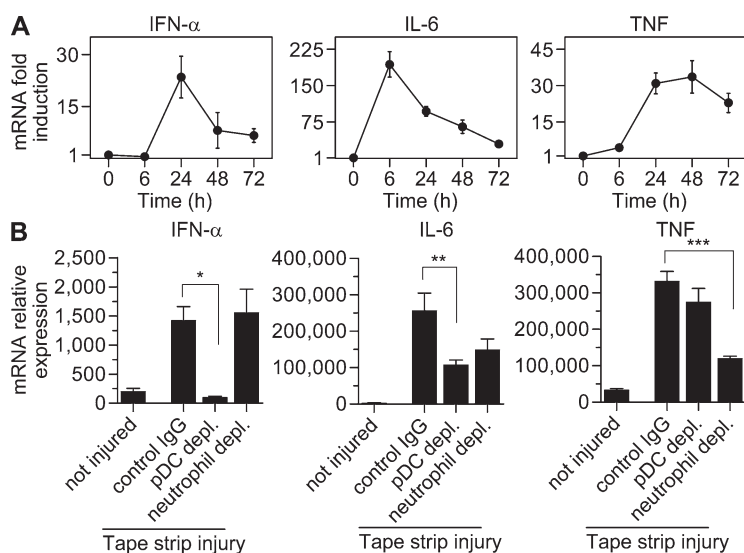 A
IFN-α
IL-6
TNF
mRNA fold
induction
30
15
1
225
150
75
1
45
30
15
1
0 6 24 48 72
0 6 24 48 72
0 6 24 48 72
Time (h)
Time (h)
Time (h)
B
IFN-α
IL-6
TNF
mRNA relative
expression
2,500
2,000
1,500
1,000
500
0
*
400,000
300,000
200,000
100,000
0
**
400,000
300,000
200,000
100,000
0
***
not injured
control IgG
pDC depl.
neutrophil depl.
not injured
control IgG
pDC depl.
neutrophil depl.
not injured
control IgG
pDC depl.
neutrophil depl.
Tape strip injury
Tape strip injury
Tape strip injury